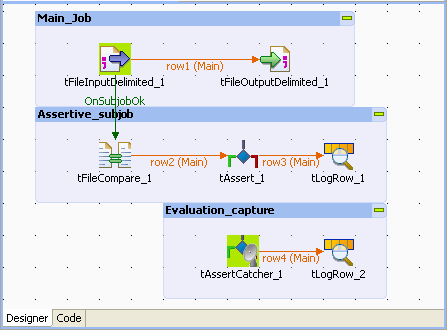 Main_Job
row1 (Main)
tFileInputDelimited_1
tFileOutputDelimited_1
OnSubjobOk
Assertive_subjob
row2 (Main)
row3 (Main)
tFileCompare_1
tAssert_1
tLogRow_1
Evaluation_capture
row4 (Main)
tAssertCatcher_1
tLogRow_2
Designer
Code